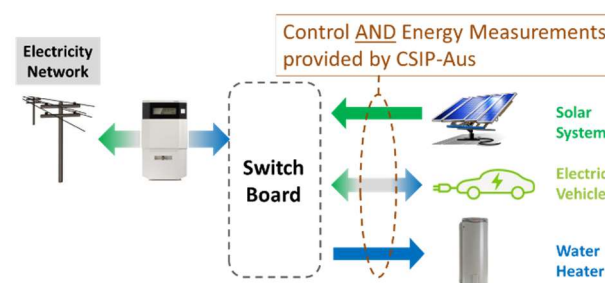 Control AND Energy Measurements
provided by CSIP-Aus
Electricity
Network
Switch
Board
Solar
System
Electric
Vehicle
Water
Heater